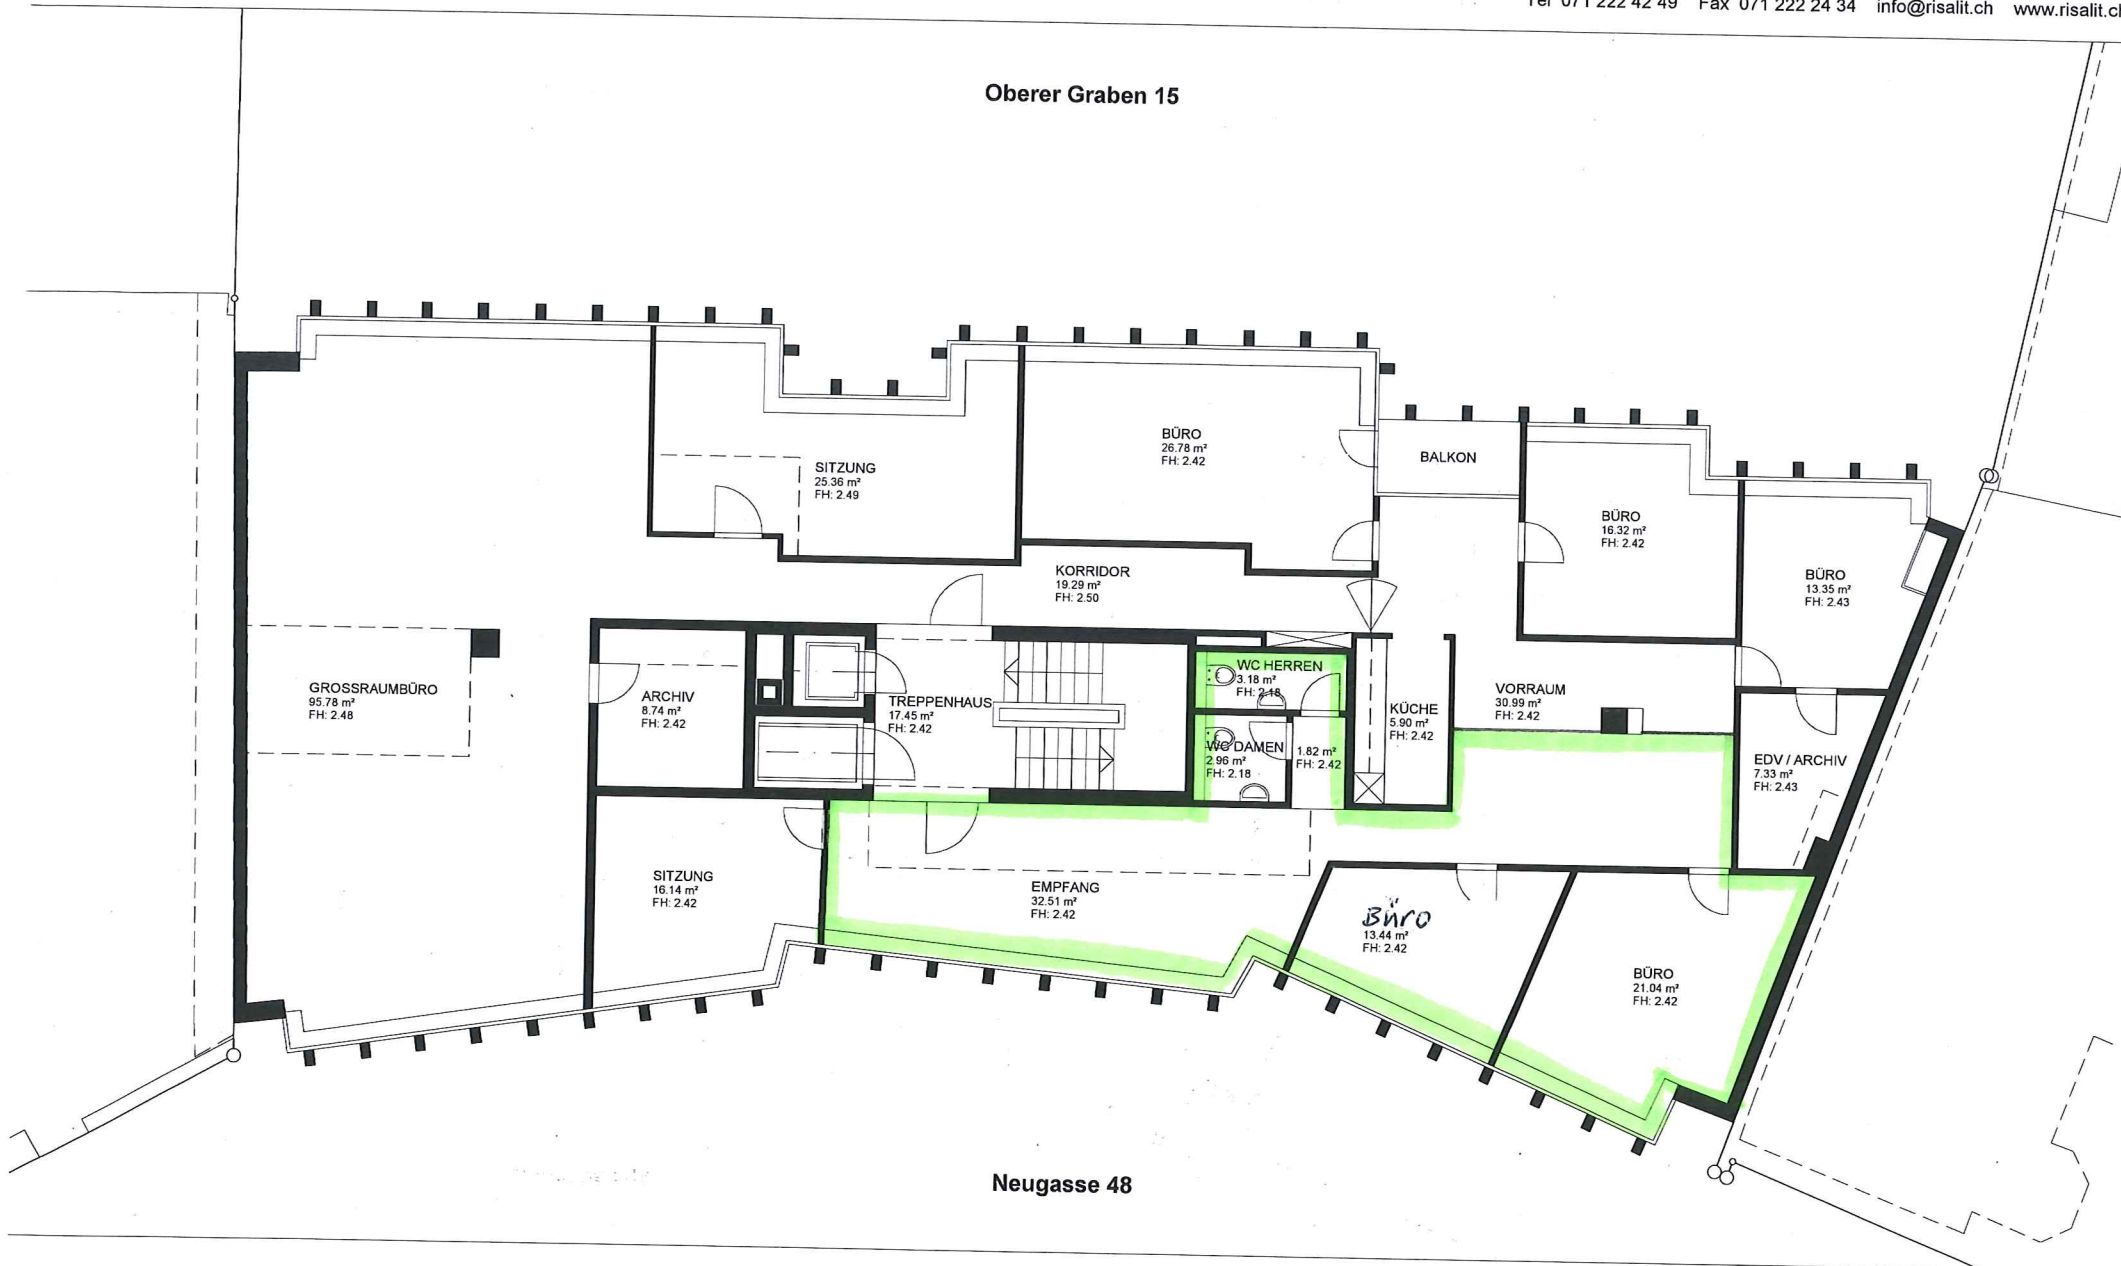 Tel 071 222 42 49 Fax 071 222 24 34 info@risalit.ch www.risalit.ch
Oberer Graben 15
BÜRO
26.78 m²
FH: 2.42
BALKON
SITZUNG
25.36 m²
FH: 2.49
BÜRO
16.32 m²
FH: 2.42
BÜRO
13.35 m²
FH: 2.43
KORRIDOR
19.29 m²
FH: 2.50
GROSSRAUMBÜRO
95.78 m²
FH: 2.48
ARCHIV
8.74 m²
FH: 2.42
TREPPENHAUS
17.45 m²
FH: 2.42
WC HERREN
3.18 m²
FH: 2.18
WC DAMEN
2.96 m²
FH: 2.18
1.82 m²
FH: 2.42
KÜCHE
5.90 m²
FH: 2.42
VORRAUM
30.99 m²
FH: 2.42
EDV / ARCHIV
7.33 m²
FH: 2.43
SITZUNG
16.14 m²
FH: 2.42
EMPFANG
32.51 m²
FH: 2.42
Büro
13.44 m²
FH: 2.42
BÜRO
21.04 m²
FH: 2.42
Neugasse 48